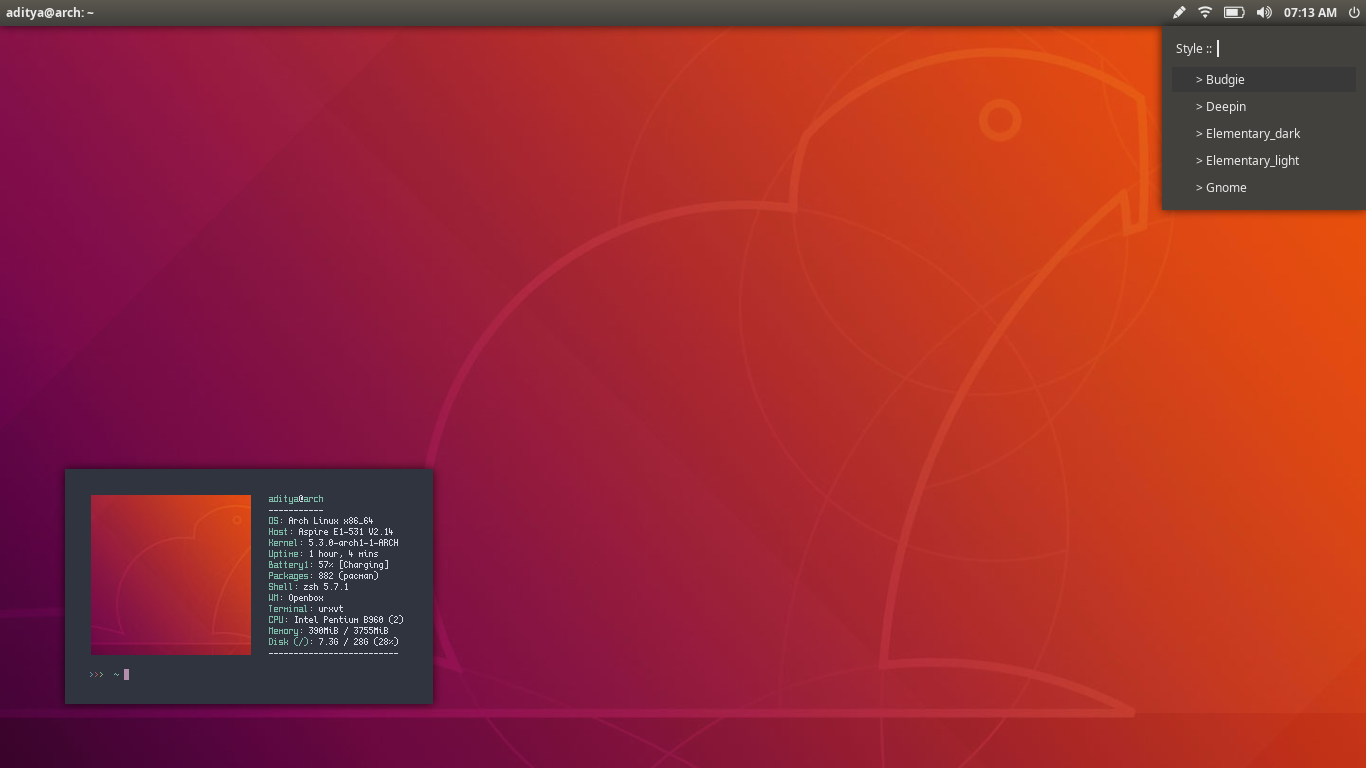 aditya@arch: ~
07:13 AM
Style ::
> Budgie
> Deepin
> Elementary_dark
> Elementary_light
> Gnome
aditya@arch
-----------
OS: Arch Linux x86_64
Host: Aspire E1-531 V2.14
Kernel: 5.3.0-arch1-1-ARCH
Uptime: 1 hour, 4 mins
Battery1: 57% [Charging]
Packages: 882 (pacman)
Shell: zsh 5.7.1
WM: Openbox
Terminal: urxvt
CPU: Intel Pentium B960 (2)
Memory: 390MiB / 3755MiB
Disk (/): 7.3G / 28G (28%)
--------------------------
>>> ~